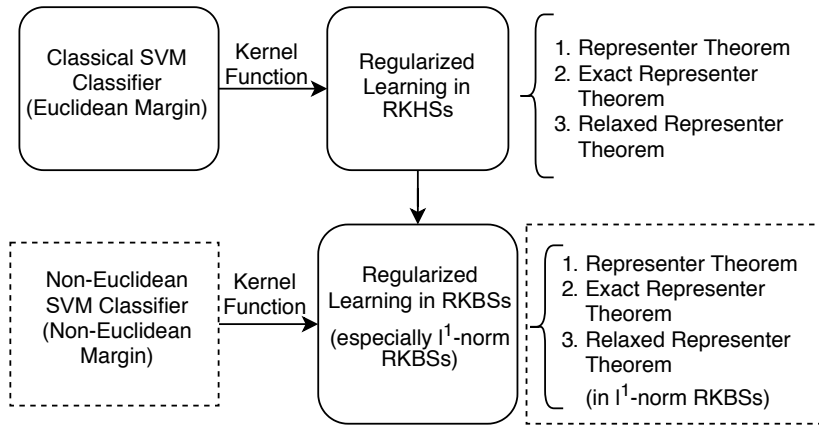 Classical SVM
Classifier
(Euclidean Margin)
Kernel
Function
Regularized
Learning in
RKHSs
1. Representer Theorem
2. Exact Representer
Theorem
3. Relaxed Representer
Theorem
Non-Euclidean
SVM Classifier
(Non-Euclidean
Margin)
Kernel
Function
Regularized
Learning in RKBSs
(especially l¹-norm
RKBSs)
1. Representer Theorem
2. Exact Representer
Theorem
3. Relaxed Representer
Theorem
(in l¹-norm RKBSs)